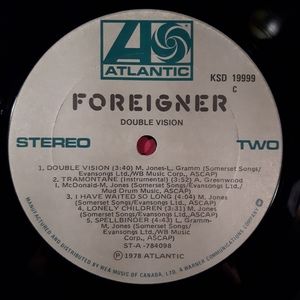 ATLANTIC
KSD 19999
C
FOREIGNER
DOUBLE VISION
STEREO
TWO
1. DOUBLE VISION (3:40) M. Jones-L. Gramm (Somerset Songs/
Evansongs Ltd./WB Music Corp., ASCAP)
2. TRAMONTANE (Instrumental) (3:52) A. Greenwood
I. McDonald-M. Jones (Somerset Songs/Evansongs Ltd./
Mud Drum Music, ASCAP)
3. I HAVE WAITED SO LONG (4:04) M. Jones
(Somerset Songs/Evansongs Ltd., ASCAP)
4. LONELY CHILDREN (3:31) M. Jones
(Somerset Songs/Evansongs Ltd., ASCAP)
5. SPELLBINDER (4:43) L. Gramm-
M. Jones (Somerset Songs/
Evansongs Ltd./WB Music
Corp., ASCAP)
ST-A-784098
℗ 1978 ATLANTIC
MANUFACTURED AND DISTRIBUTED BY WEA MUSIC OF CANADA, LTD. A WARNER COMMUNICATIONS COMPANY